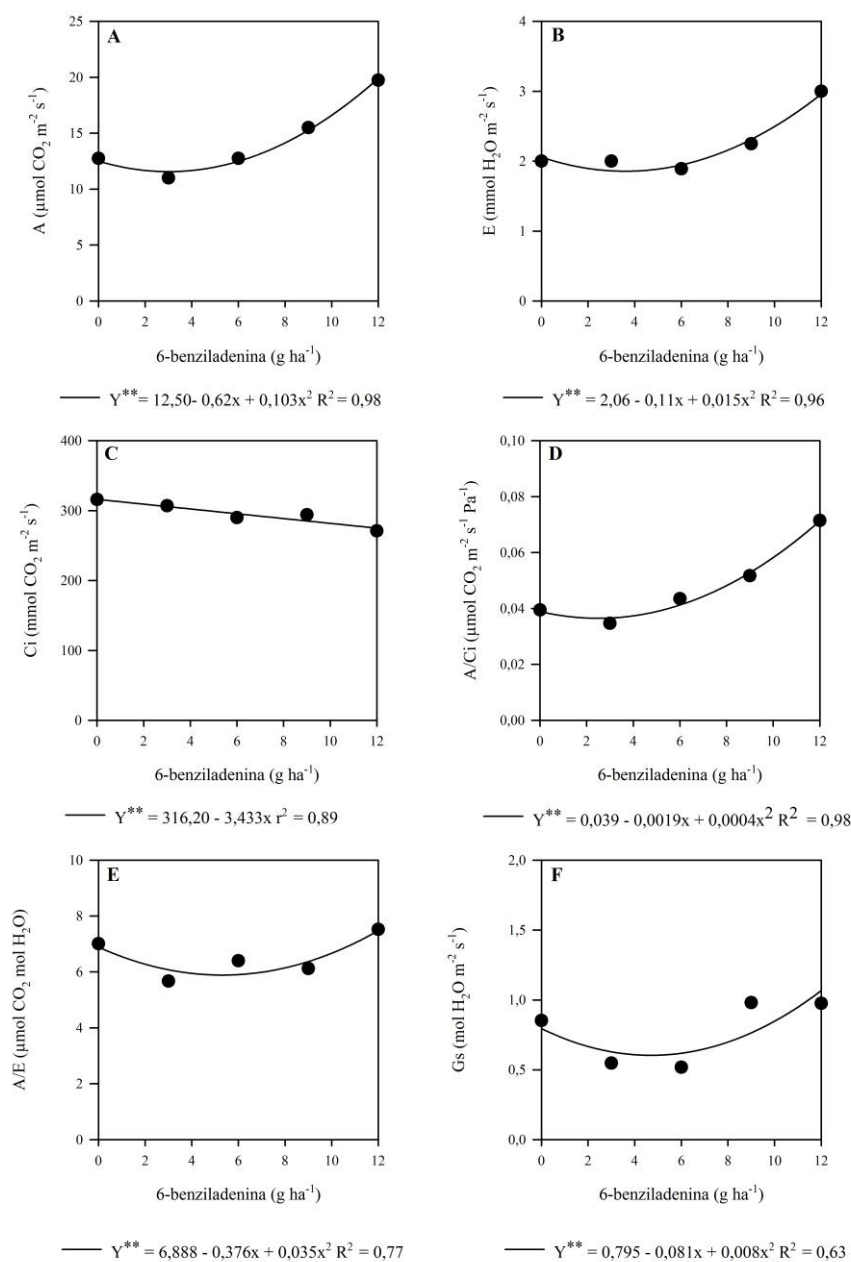 A
25
20
15
10
5
0
A (µmol CO₂ m⁻² s⁻¹)
0 2 4 6 8 10 12
6-benziladenina (g ha⁻¹)
Y**= 12,50- 0,62x + 0,103x² R² = 0,98
B
4
3
2
1
0
E (mmol H₂O m⁻² s⁻¹)
0 2 4 6 8 10 12
6-benziladenina (g ha⁻¹)
Y**= 2,06 - 0,11x + 0,015x² R² = 0,96
C
400
300
200
100
0
Ci (mmol CO₂ m⁻² s⁻¹)
0 2 4 6 8 10 12
6-benziladenina (g ha⁻¹)
Y** = 316,20 - 3,433x r² = 0,89
D
0,10
0,08
0,06
0,04
0,02
0,00
A/Ci (µmol CO₂ m⁻² s⁻¹ Pa⁻¹)
0 2 4 6 8 10 12
6-benziladenina (g ha⁻¹)
Y** = 0,039 - 0,0019x + 0,0004x² R² = 0,98
E
10
8
6
4
2
0
A/E (µmol CO₂ mol H₂O)
0 2 4 6 8 10 12
6-benziladenina (g ha⁻¹)
Y** = 6,888 - 0,376x + 0,035x² R² = 0,77
F
2,0
1,5
1,0
0,5
0,0
Gs (mol H₂O m⁻² s⁻¹)
0 2 4 6 8 10 12
6-benziladenina (g ha⁻¹)
Y** = 0,795 - 0,081x + 0,008x² R² = 0,63